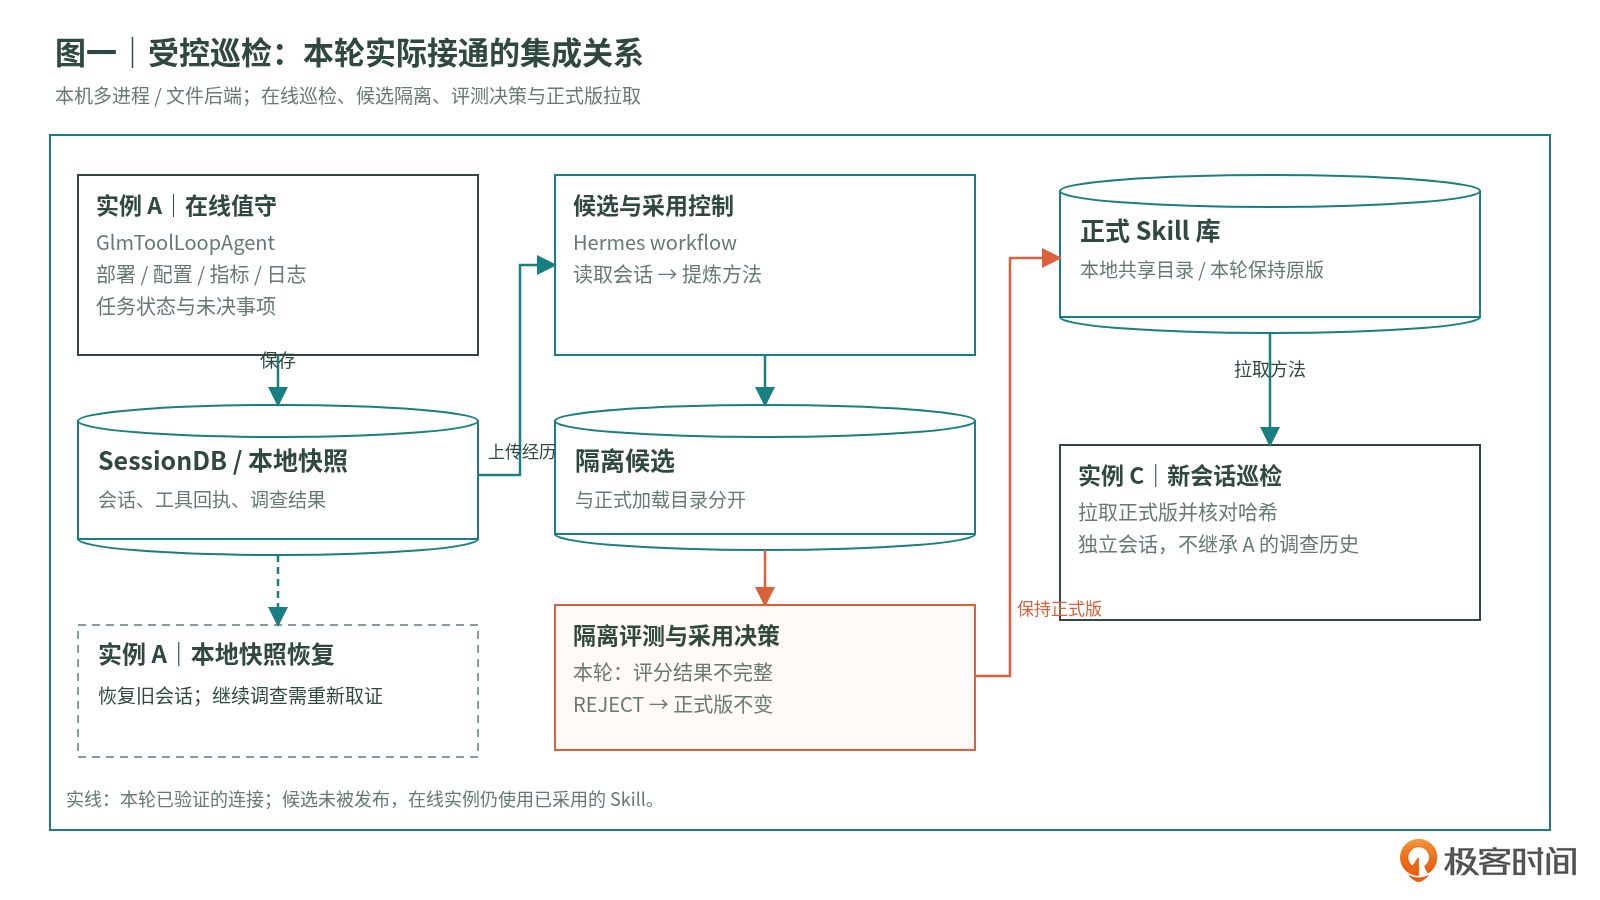 图一｜受控巡检：本轮实际接通的集成关系
本机多进程 / 文件后端；在线巡检、候选隔离、评测决策与正式版拉取
实例 A｜在线值守
GlmToolLoopAgent
部署 / 配置 / 指标 / 日志
任务状态与未决事项
保存
SessionDB / 本地快照
会话、工具回执、调查结果
实例 A｜本地快照恢复
恢复旧会话；继续调查需重新取证
上传经历
候选与采用控制
Hermes workflow
读取会话 → 提炼方法
隔离候选
与正式加载目录分开
隔离评测与采用决策
本轮：评分结果不完整
REJECT → 正式版不变
保持正式版
正式 Skill 库
本地共享目录 / 本轮保持原版
拉取方法
实例 C｜新会话巡检
拉取正式版并核对哈希
独立会话，不继承 A 的调查历史
实线：本轮已验证的连接；候选未被发布，在线实例仍使用已采用的 Skill。
极客时间